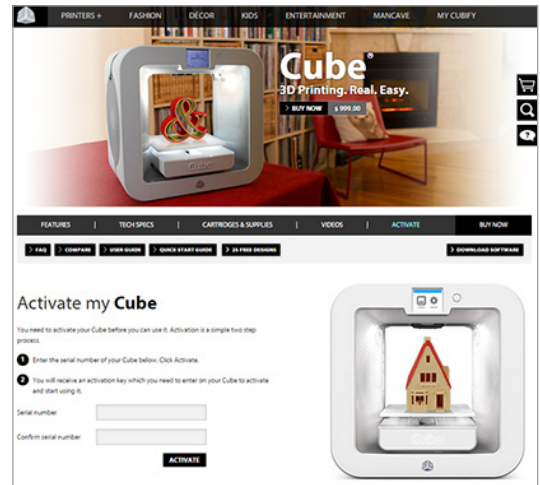 PRINTERS +   FASHION   DÉCOR   KIDS   ENTERTAINMENT   MANCAVE   MY CUBIFY
Cube®
3D Printing. Real. Easy.
> BUY NOW   $ 999.00
&
Cube
FEATURES | TECH SPECS | CARTRIDGES & SUPPLIES | VIDEOS | ACTIVATE   BUY NOW
> FAQ   > COMPARE   > USER GUIDE   > QUICK START GUIDE   > 25 FREE DESIGNS   > DOWNLOAD SOFTWARE
Activate my Cube
You need to activate your Cube before you can use it. Activation is a simple two step
process.
1 Enter the serial number of your Cube below. Click Activate.
2 You will receive an activation key which you need to enter on your Cube to activate
and start using it.
Serial number
Confirm serial number
ACTIVATE
Cube